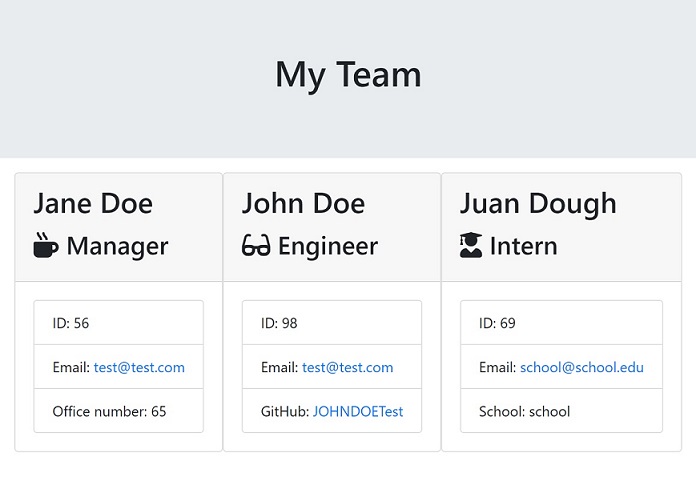 My Team
Jane Doe
Manager
ID: 56
Email: test@test.com
Office number: 65
John Doe
Engineer
ID: 98
Email: test@test.com
GitHub: JOHNDOETest
Juan Dough
Intern
ID: 69
Email: school@school.edu
School: school